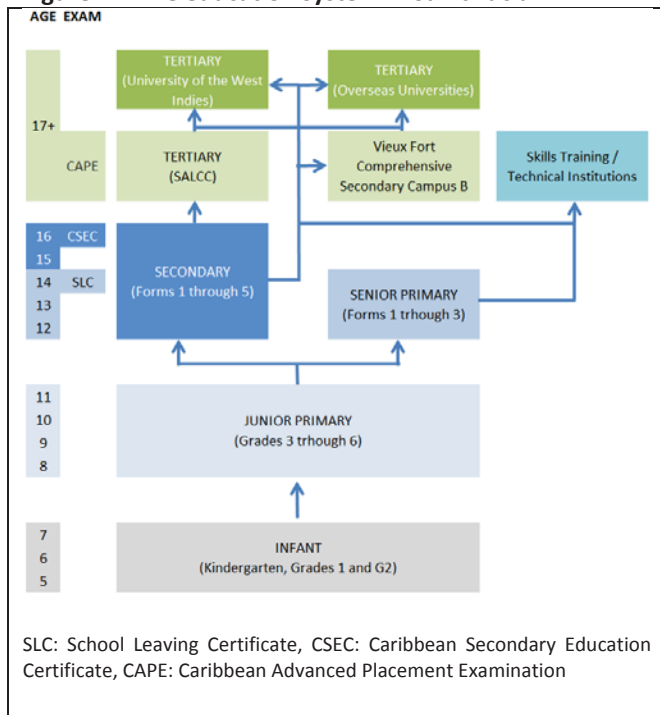 AGE EXAM
TERTIARY
(University of the West
Indies)
TERTIARY
(Overseas Universities)
17+
CAPE
TERTIARY
(SALCC)
Vieux Fort
Comprehensive
Secondary Campus B
Skills Training /
Technical Institutions
16 CSEC
15
14 SLC
13
12
SECONDARY
(Forms 1 through 5)
SENIOR PRIMARY
(Forms 1 trhough 3)
11
10
9
8
JUNIOR PRIMARY
(Grades 3 trhough 6)
7
6
5
INFANT
(Kindergarten, Grades 1 and G2)
SLC: School Leaving Certificate, CSEC: Caribbean Secondary Education
Certificate, CAPE: Caribbean Advanced Placement Examination